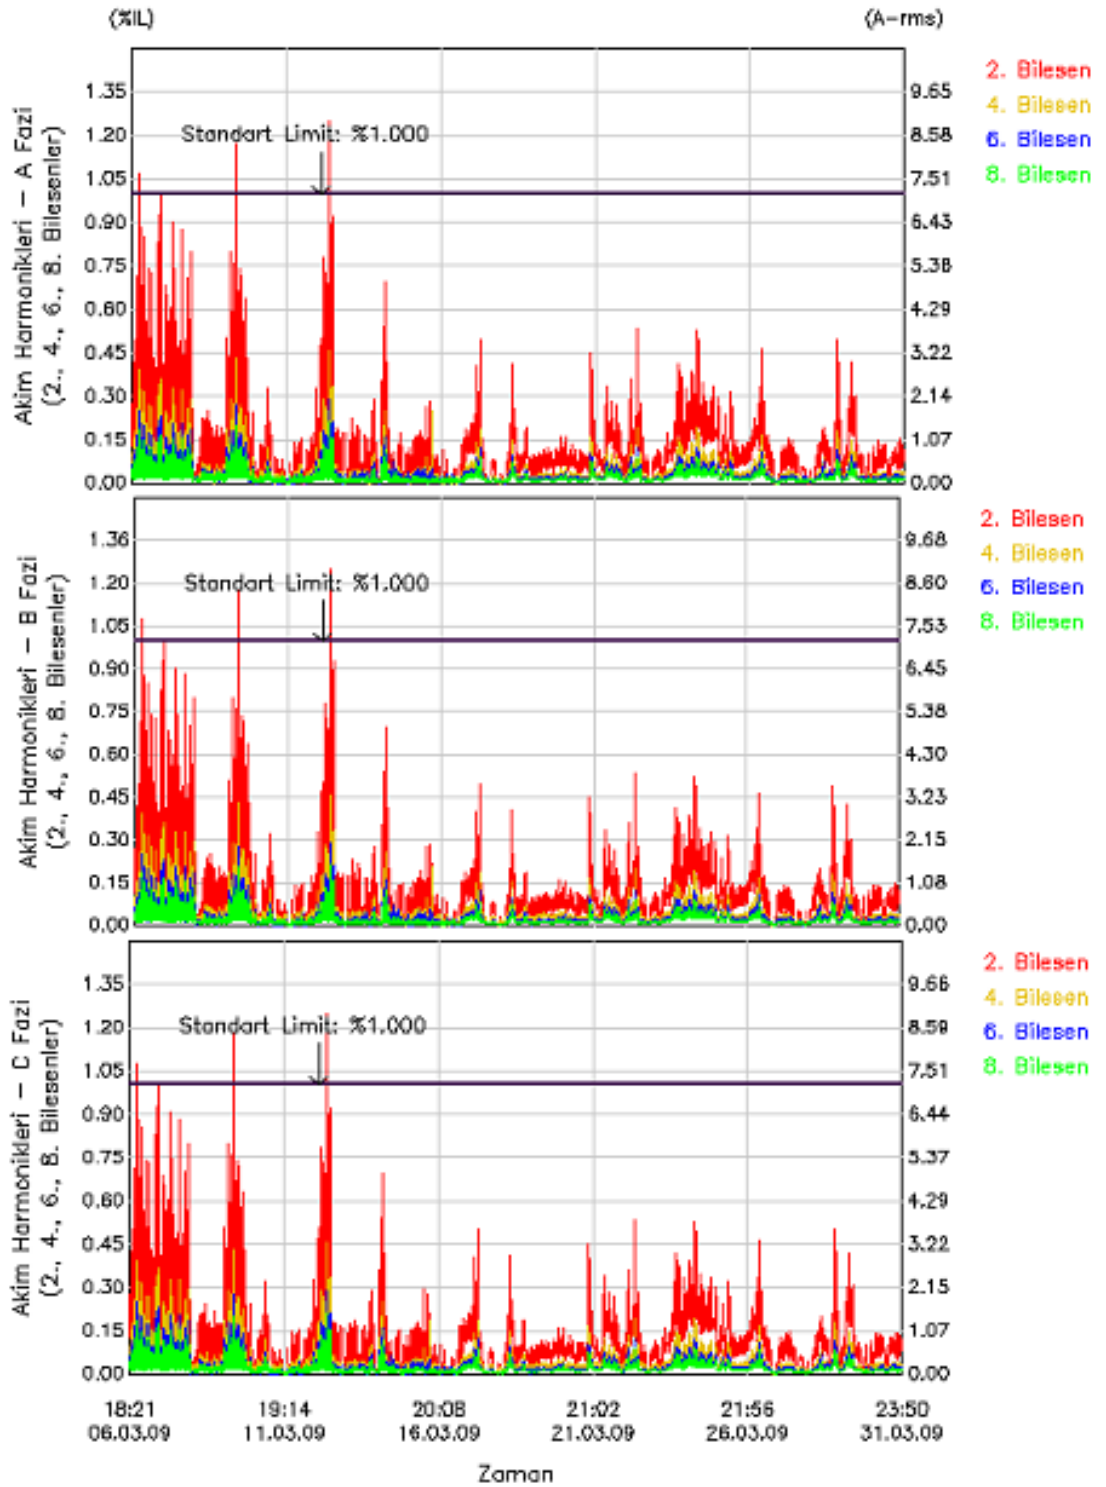 (%IL)
(A-rms)
Akim Harmonikleri - A Fazi
(2., 4., 6., 8. Bilesenler)
1.35
1.20
1.05
0.90
0.75
0.60
0.45
0.30
0.15
0.00
Standart Limit: %1.000
9.65
8.58
7.51
6.43
5.38
4.29
3.22
2.14
1.07
0.00
2. Bilesen
4. Bilesen
6. Bilesen
8. Bilesen
Akim Harmonikleri - B Fazi
(2., 4., 6., 8. Bilesenler)
1.36
1.20
1.05
0.90
0.75
0.60
0.45
0.30
0.15
0.00
Standart Limit: %1.000
9.68
8.60
7.53
6.45
5.38
4.30
3.23
2.15
1.08
0.00
2. Bilesen
4. Bilesen
6. Bilesen
8. Bilesen
Akim Harmonikleri - C Fazi
(2., 4., 6., 8. Bilesenler)
1.35
1.20
1.05
0.90
0.75
0.60
0.45
0.30
0.15
0.00
Standart Limit: %1.000
9.66
8.59
7.51
6.44
5.37
4.29
3.22
2.15
1.07
0.00
2. Bilesen
4. Bilesen
6. Bilesen
8. Bilesen
18:21 19:14 20:08 21:02 21:56 23:50
06.03.09 11.03.09 16.03.09 21.03.09 26.03.09 31.03.09
Zaman